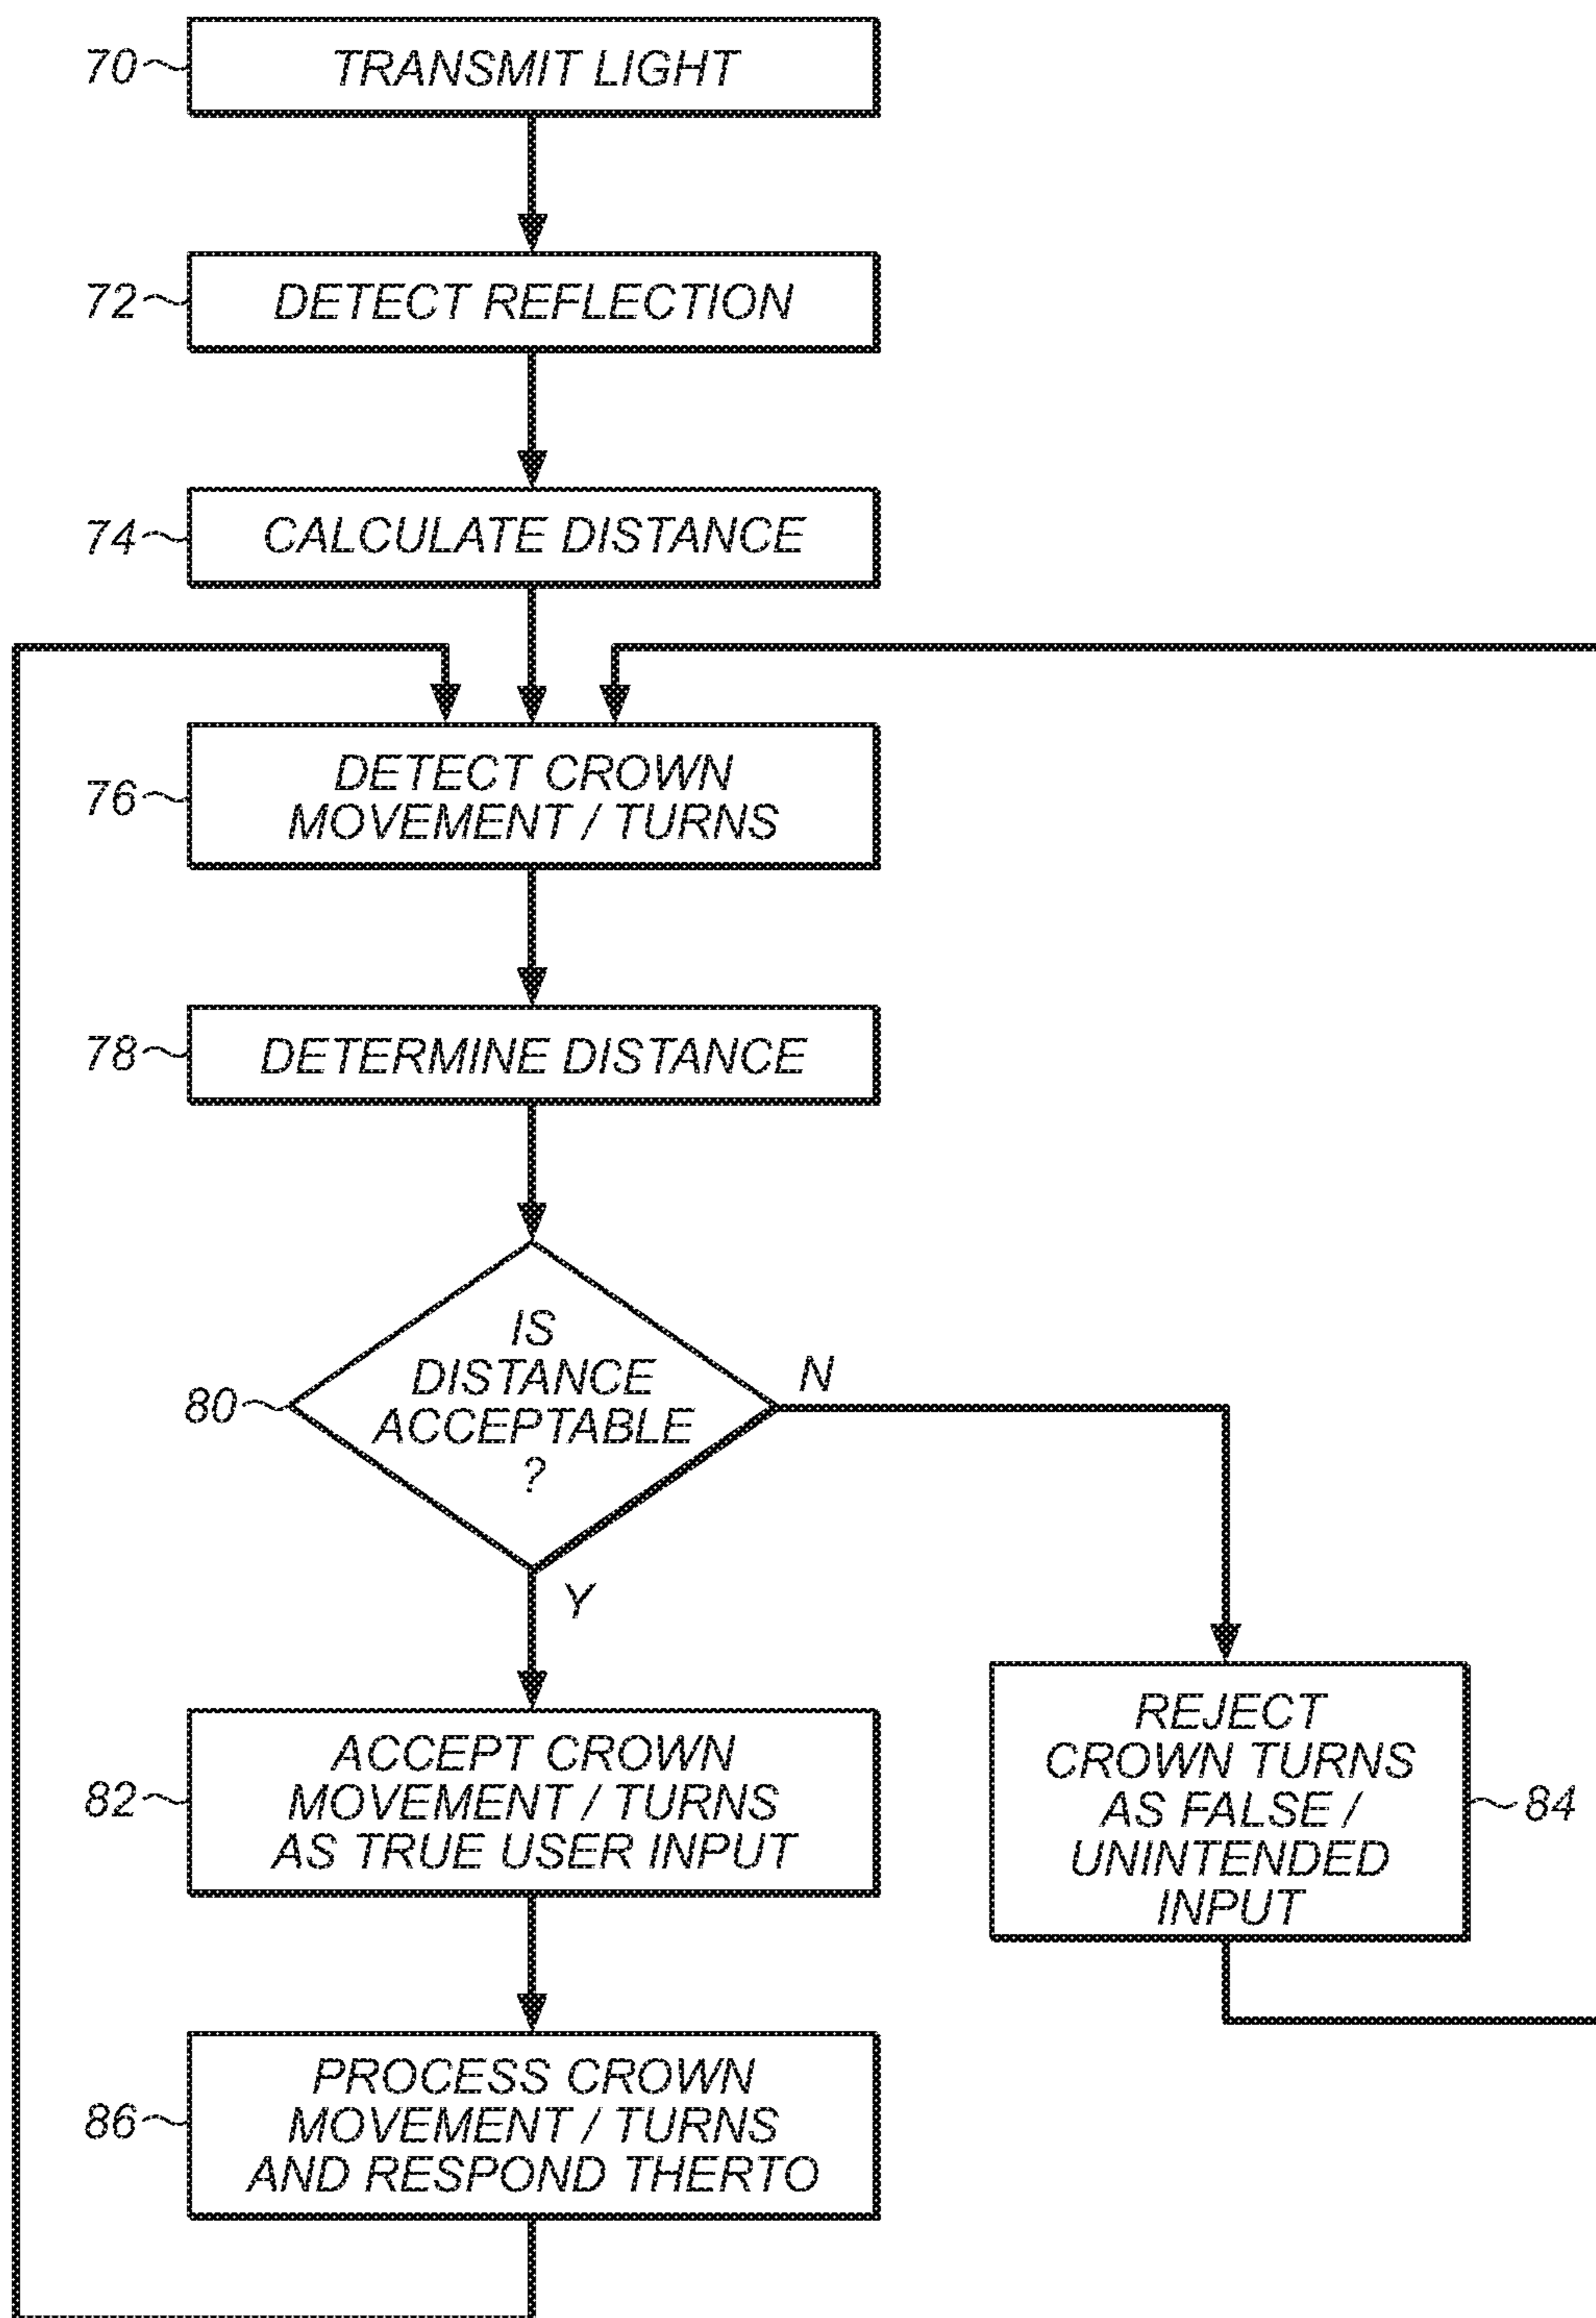 70
TRANSMIT LIGHT
72
DETECT REFLECTION
74
CALCULATE DISTANCE
76
DETECT CROWN
MOVEMENT / TURNS
78
DETERMINE DISTANCE
80
IS
DISTANCE
ACCEPTABLE
?
N
Y
82
ACCEPT CROWN
MOVEMENT / TURNS
AS TRUE USER INPUT
REJECT
CROWN TURNS
AS FALSE /
UNINTENDED
INPUT
84
86
PROCESS CROWN
MOVEMENT / TURNS
AND RESPOND THERTO